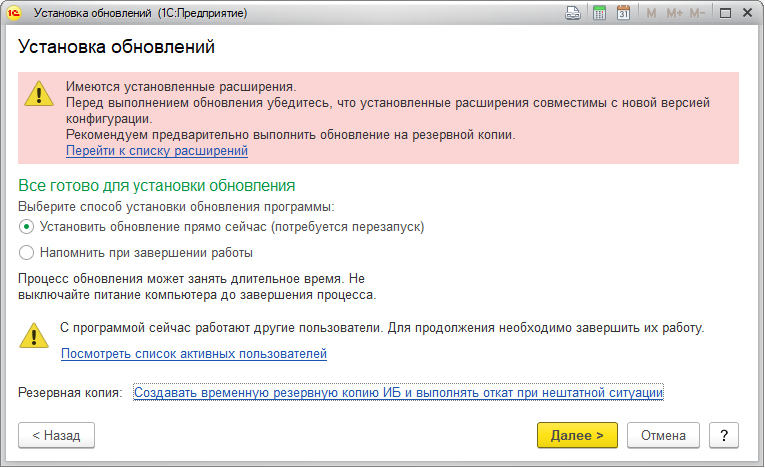 Установка обновлений (1С:Предприятие)
31
M M+ M-
Установка обновлений
Имеются установленные расширения.
Перед выполнением обновления убедитесь, что установленные расширения совместимы с новой версией
конфигурации.
Рекомендуем предварительно выполнить обновление на резервной копии.
Перейти к списку расширений
Все готово для установки обновления
Выберите способ установки обновления программы:
Установить обновление прямо сейчас (потребуется перезапуск)
Напомнить при завершении работы
Процесс обновления может занять длительное время. Не
выключайте питание компьютера до завершения процесса.
С программой сейчас работают другие пользователи. Для продолжения необходимо завершить их работу.
Посмотреть список активных пользователей
Резервная копия: Создавать временную резервную копию ИБ и выполнять откат при нештатной ситуации
< Назад
Далее >
Отмена
?